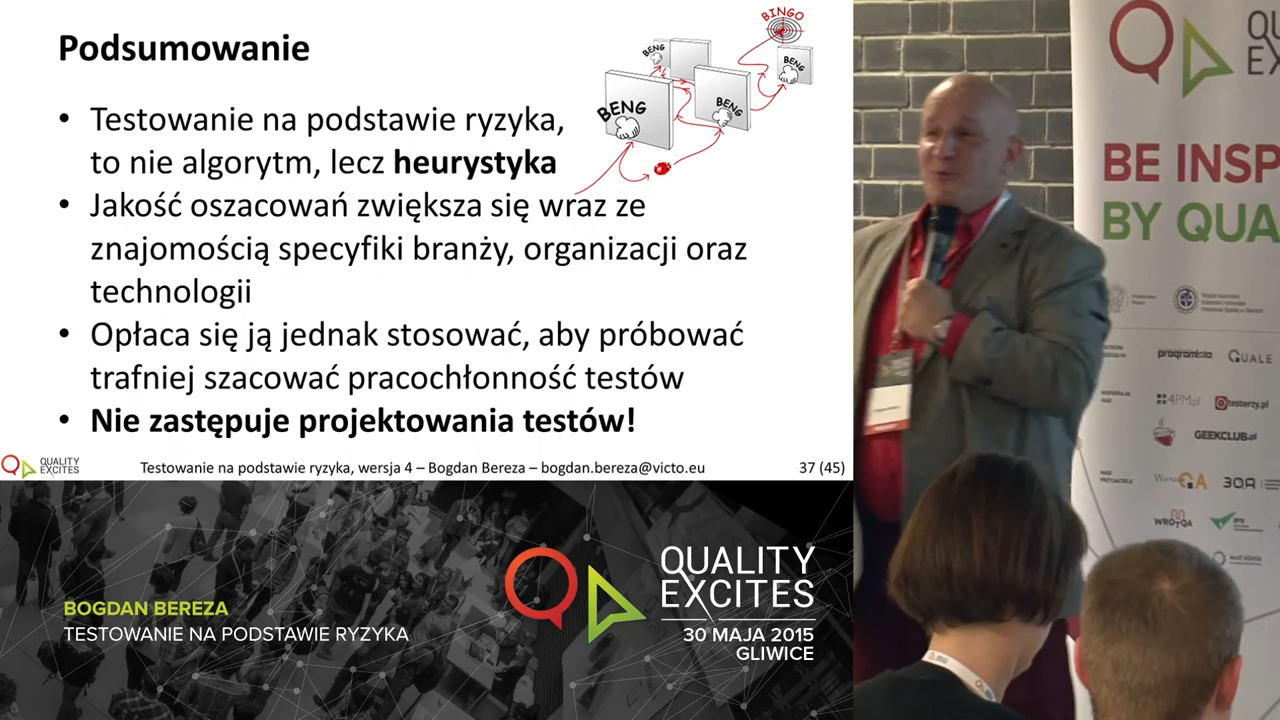 Podsumowanie
• Testowanie na podstawie ryzyka,
to nie algorytm, lecz heurystyka
• Jakość oszacowań zwiększa się wraz ze
znajomością specyfiki branży, organizacji oraz
technologii
• Opłaca się ją jednak stosować, aby próbować
trafniej szacować pracochłonność testów
• Nie zastępuje projektowania testów!
BENG
BENG
BENG
BENG
BINGO
QUALITY
EXCITES
Testowanie na podstawie ryzyka, wersja 4 – Bogdan Bereza – bogdan.bereza@victo.eu
37 (45)
BOGDAN BEREZA
TESTOWANIE NA PODSTAWIE RYZYKA
QUALITY
EXCITES
30 MAJA 2015
GLIWICE
QU
EX
BE INSP
BY QUA
programista
QUALE
4PM.pl
testerzy.pl
GEEKCLUB.pl
WROTQA